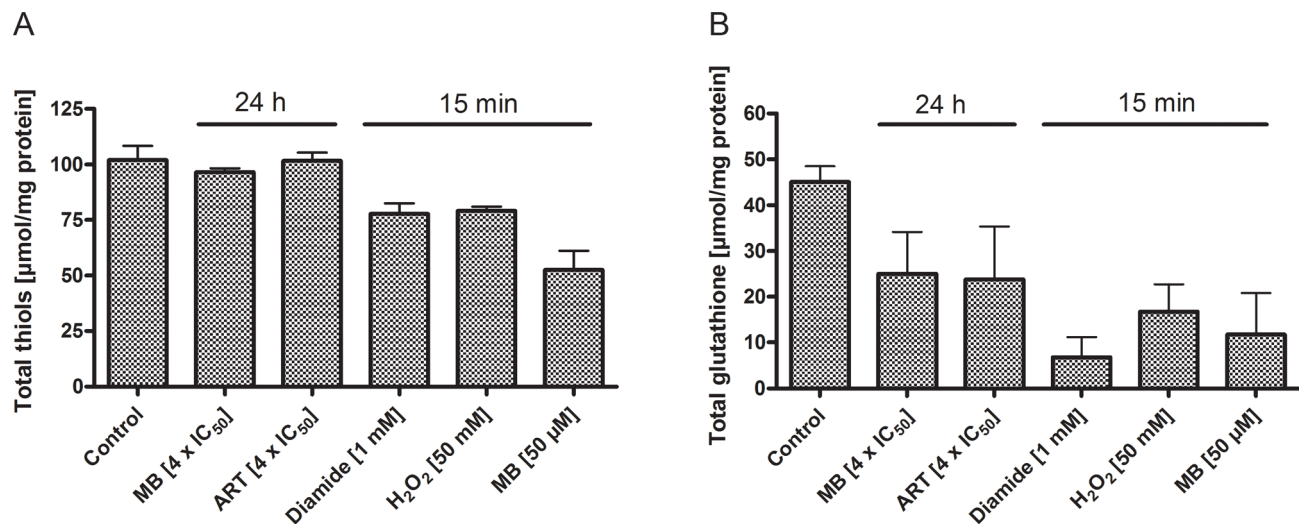 A
Total thiols [µmol/mg protein]
125
100
75
50
25
0
24 h
15 min
Control
MB [4 x IC₅₀]
ART [4 x IC₅₀]
Diamide [1 mM]
H₂O₂ [50 mM]
MB [50 µM]
B
Total glutathione [µmol/mg protein]
60
50
40
30
20
10
0
24 h
15 min
Control
MB [4 x IC₅₀]
ART [4 x IC₅₀]
Diamide [1 mM]
H₂O₂ [50 mM]
MB [50 µM]